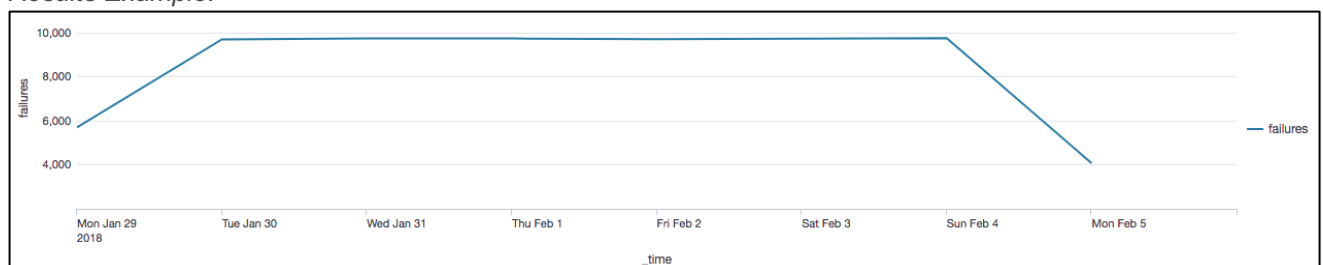 Results Example:
10,000
8,000
6,000
4,000
failures
failures
Mon Jan 29
2018
Tue Jan 30
Wed Jan 31
Thu Feb 1
Fri Feb 2
Sat Feb 3
Sun Feb 4
Mon Feb 5
_time